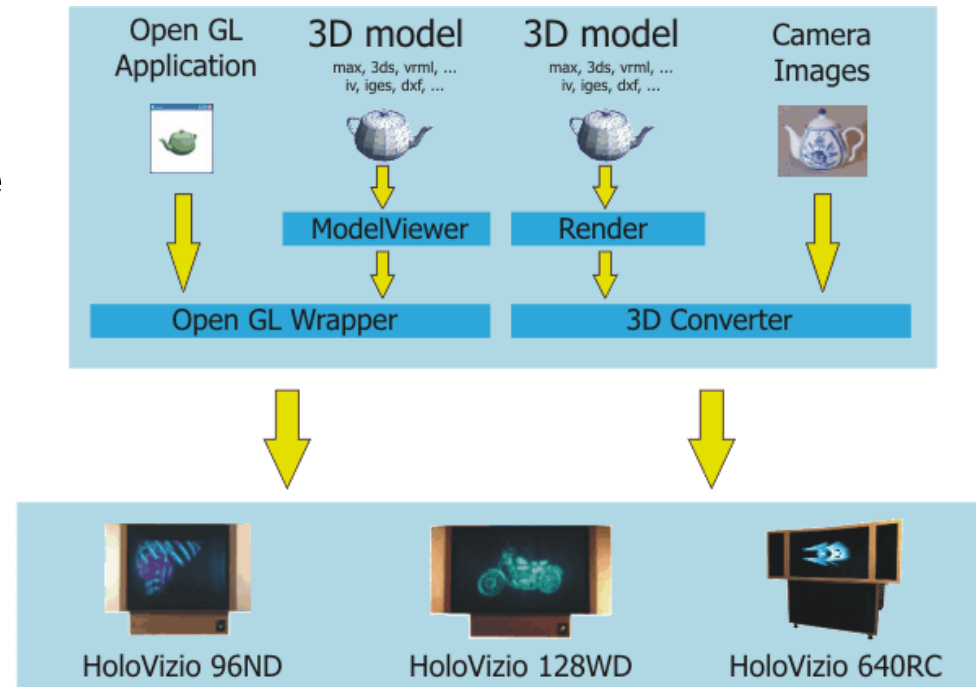 Open GL
Application
3D model
max, 3ds, vrml, ...
iv, iges, dxf, ...
3D model
max, 3ds, vrml, ...
iv, iges, dxf, ...
Camera
Images
e
ModelViewer
Render
Open GL Wrapper
3D Converter
HoloVizio 96ND
HoloVizio 128WD
HoloVizio 640RC